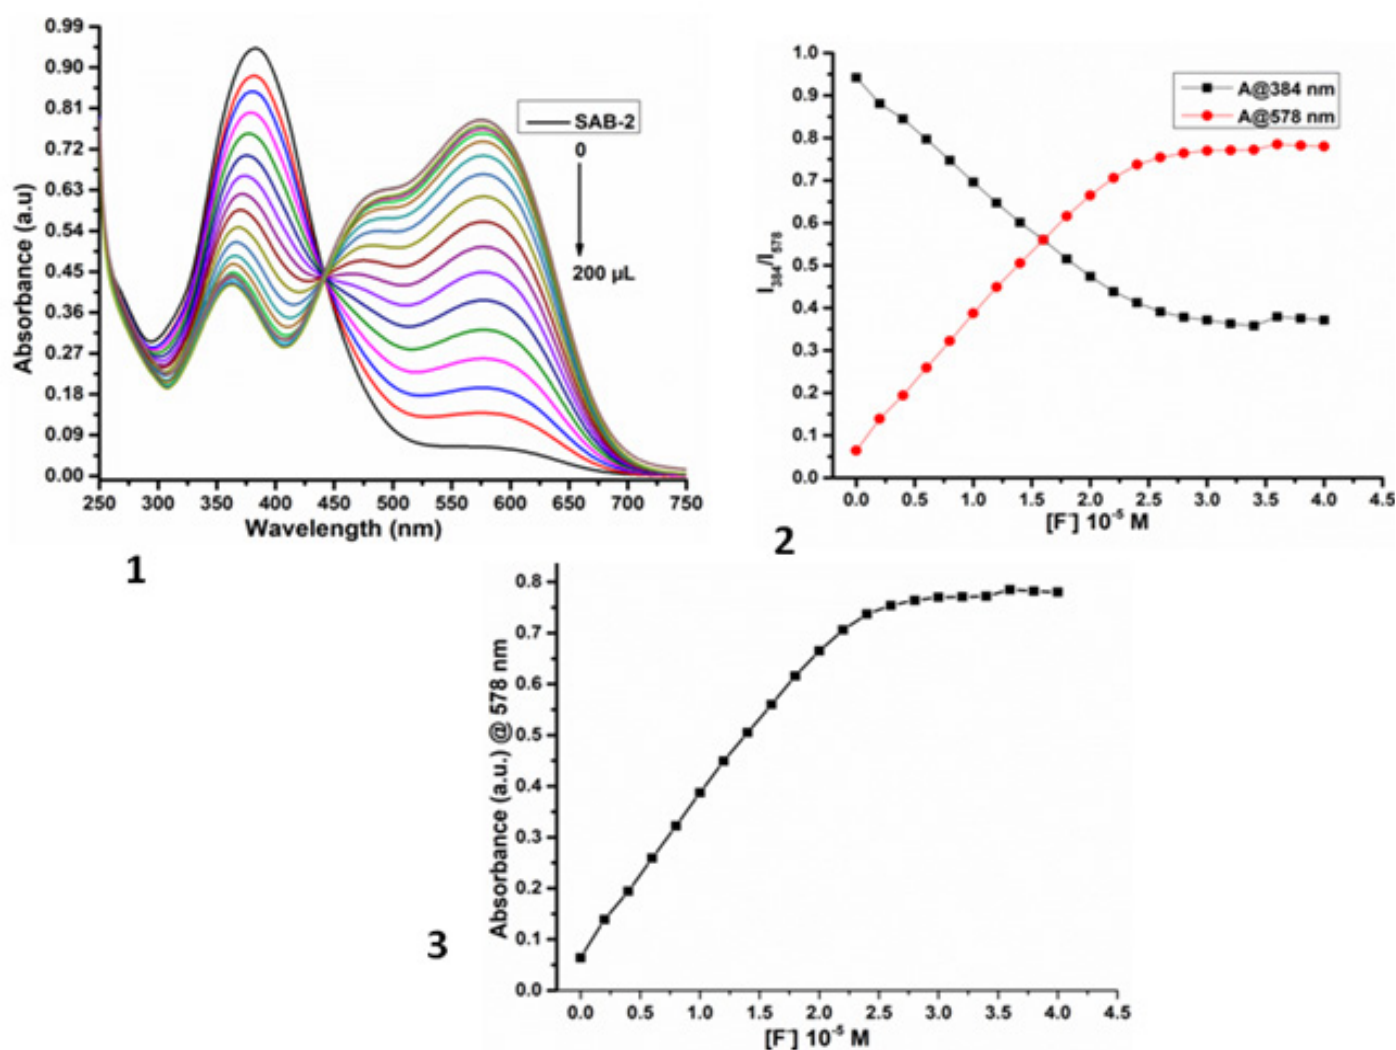 0.99
0.90
0.81
0.72
0.63
0.54
0.45
0.36
0.27
0.18
0.09
0.00
Absorbance (a.u)
250 300 350 400 450 500 550 600 650 700 750
Wavelength (nm)
SAB-2
0
200 µL
1
1.0
0.9
0.8
0.7
0.6
0.5
0.4
0.3
0.2
0.1
0.0
I384/I578
A@384 nm
A@578 nm
0.0 0.5 1.0 1.5 2.0 2.5 3.0 3.5 4.0 4.5
[F-] 10-5 M
2
0.8
0.7
0.6
0.5
0.4
0.3
0.2
0.1
0.0
Absorbance (a.u.) @ 578 nm
0.0 0.5 1.0 1.5 2.0 2.5 3.0 3.5 4.0 4.5
[F-] 10-5 M
3